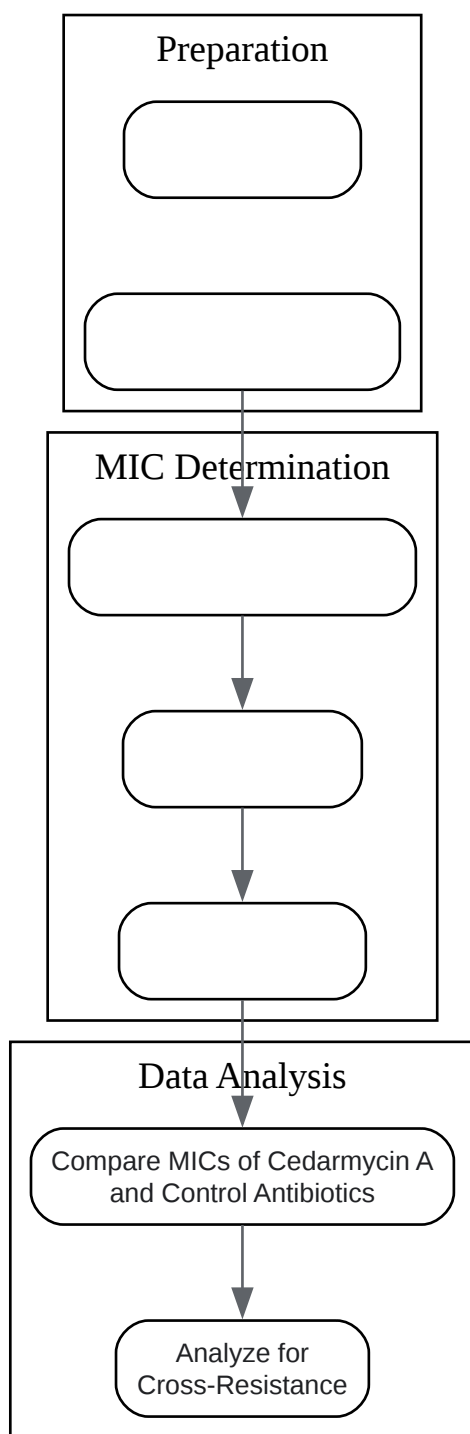 Preparation
MIC Determination
Data Analysis
Compare MICs of Cedarmycin A
and Control Antibiotics
Analyze for
Cross-Resistance